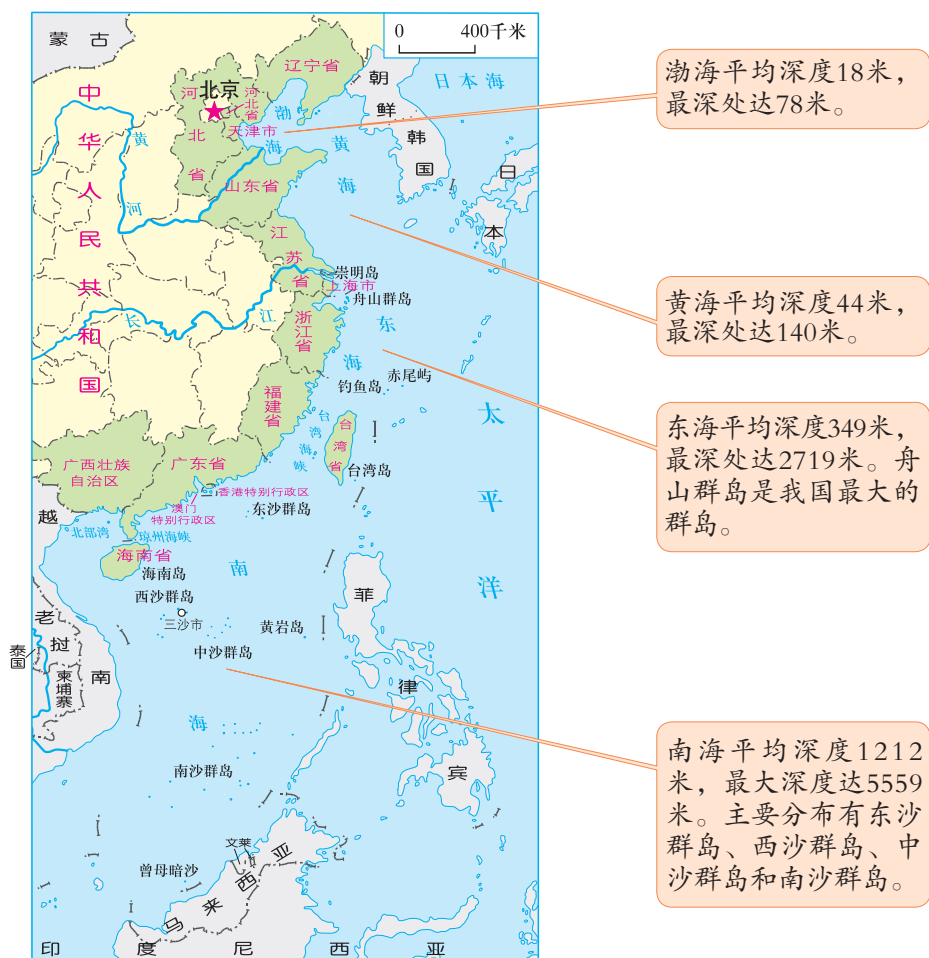 0 400千米
蒙古
中华人民共和国
北京
河北省
河北省
天津市
辽宁省
渤海
黄海
朝鲜
韩国
日本海
日本
黄河
山东省
江苏省
崇明岛
上海市
舟山群岛
长江
浙江省
东海
钓鱼岛
赤尾屿
福建省
台湾海峡
台湾省
台湾岛
太平洋
广西壮族
自治区
广东省
香港特别行政区
澳门
特别行政区
东沙群岛
越南
北部湾
琼州海峡
海南省
海南岛
南海
西沙群岛
三沙市
黄岩岛
中沙群岛
老挝
泰国
柬埔寨
菲律宾
南沙群岛
文莱
曾母暗沙
马来西亚
印度尼西亚
渤海平均深度18米，
最深处达78米。
黄海平均深度44米，
最深处达140米。
东海平均深度349米，
最深处达2719米。舟
山群岛是我国最大的
群岛。
南海平均深度1212
米，最大深度达5559
米。主要分布有东沙
群岛、西沙群岛、中
沙群岛和南沙群岛。